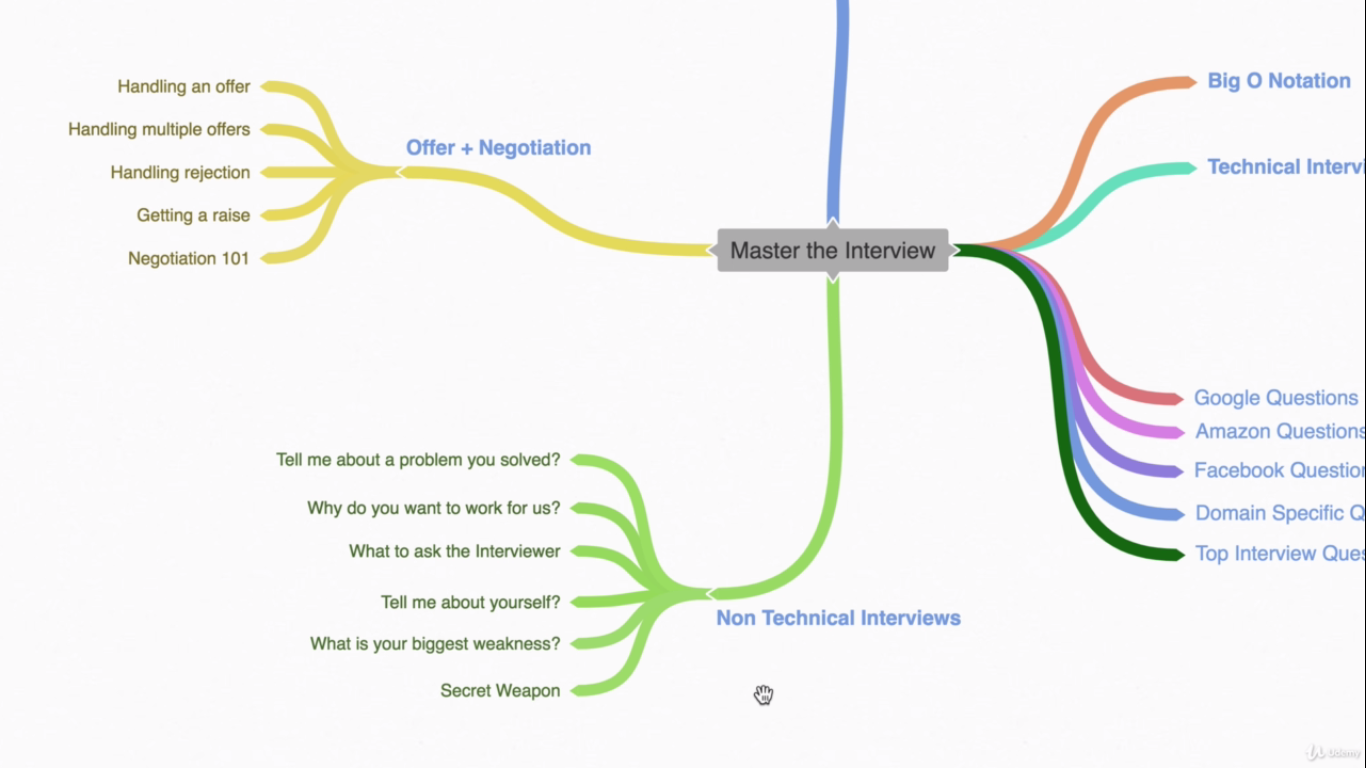 Handling an offer
Handling multiple offers
Handling rejection
Getting a raise
Negotiation 101
Offer + Negotiation
Master the Interview
Big O Notation
Technical
Google Questions
Amazon Questions
Facebook
Domain Specific
Top Interview
Tell me about a problem you solved?
Why do you want to work for us?
What to ask the Interviewer
Tell me about yourself?
What is your biggest weakness?
Secret Weapon
Non Technical Interviews
Udemy